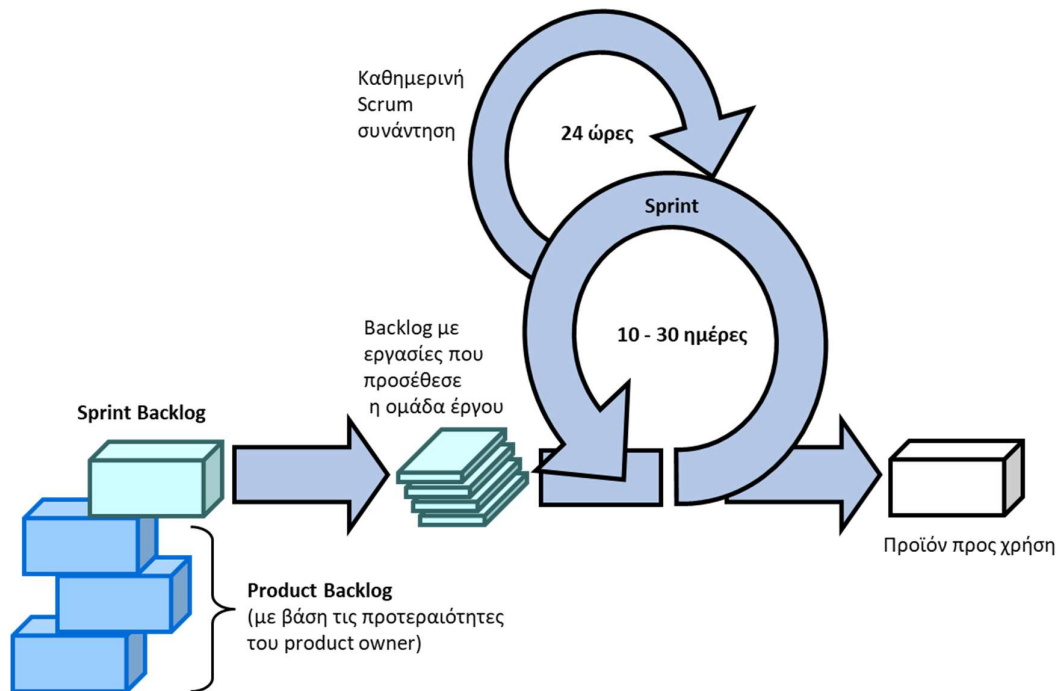 Καθημερινή
Scrum
συνάντηση
24 ώρες
Sprint
10 - 30 ημέρες
Backlog με
εργασίες που
προσέθεσε
η ομάδα έργου
Sprint Backlog
Προϊόν προς χρήση
Product Backlog
(με βάση τις προτεραιότητες
του product owner)